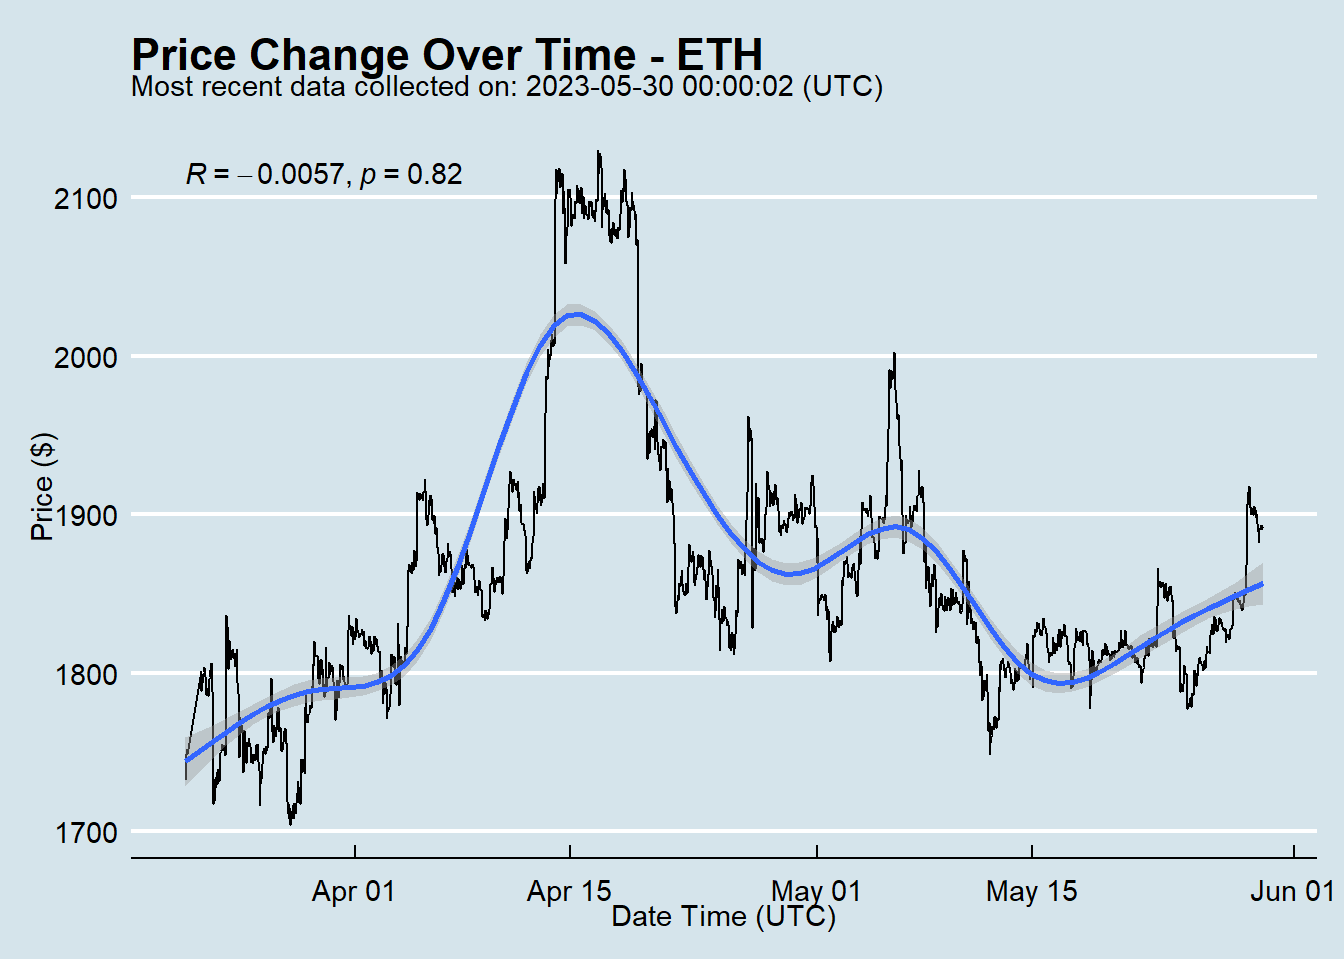 Price Change Over Time - ETH
Most recent data collected on: 2023-05-30 00:00:02 (UTC)
R = −0.0057, p = 0.82
2100
2000
1900
1800
1700
Price ($)
Apr 01
Apr 15
May 01
May 15
Jun 01
Date Time (UTC)